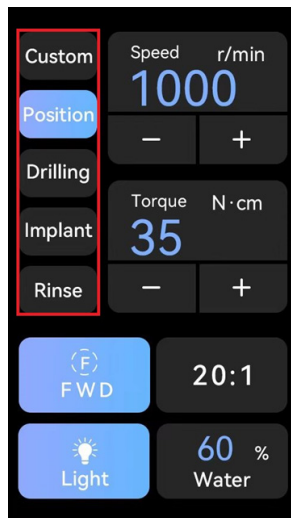 Custom
Position
Drilling
Implant
Rinse
Speed r/min
1000
− +
Torque N·cm
35
− +
(F)
FWD
20:1
Light
60 %
Water